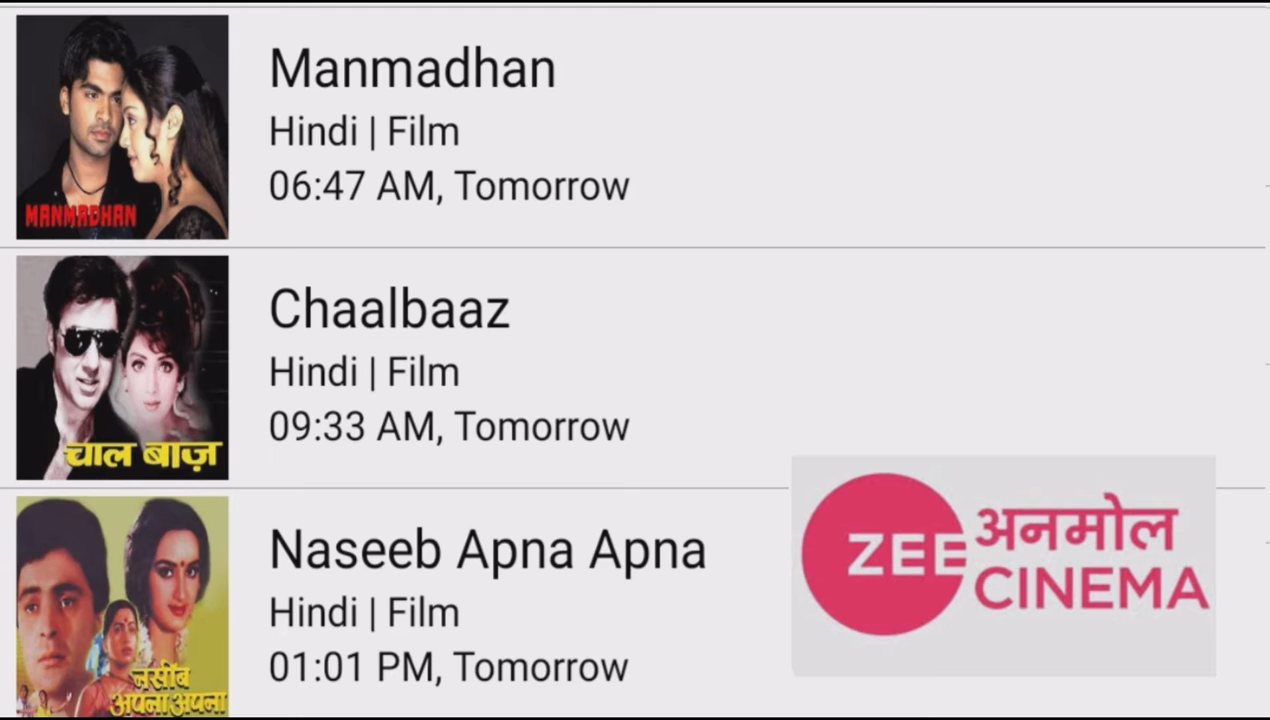 MANMADHAN
Manmadhan
Hindi | Film
06:47 AM, Tomorrow
चाल बाज़
Chaalbaaz
Hindi | Film
09:33 AM, Tomorrow
नसीब
अपना अपना
Naseeb Apna Apna
Hindi | Film
01:01 PM, Tomorrow
ZEE
अनमोल
CINEMA